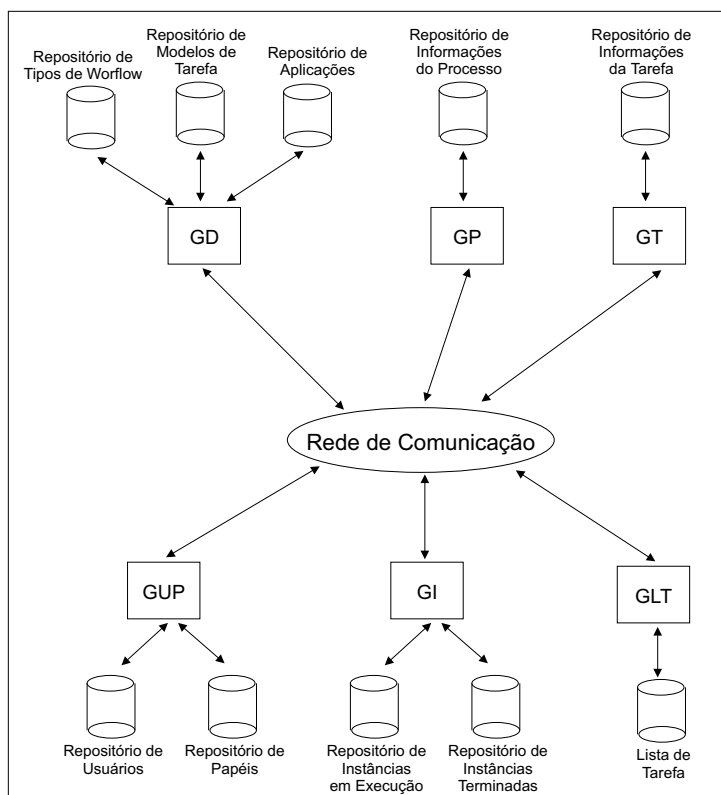 Repositório de
Tipos de Worflow
Repositório de
Modelos de
Tarefa
Repositório de
Aplicações
Repositório de
Informações
do Processo
Repositório de
Informações
da Tarefa
GD
GP
GT
Rede de Comunicação
GUP
GI
GLT
Repositório de
Usuários
Repositório de
Papéis
Repositório de
Instâncias
em Execução
Repositório de
Instâncias
Terminadas
Lista de
Tarefa